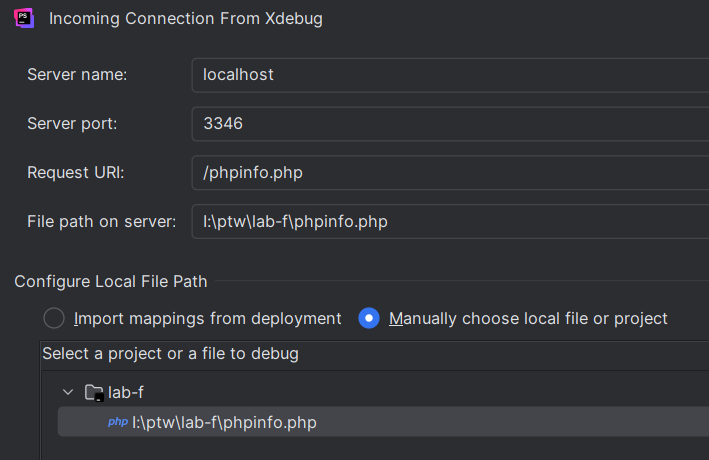 PS
Incoming Connection From Xdebug
Server name: localhost
Server port: 3346
Request URI: /phpinfo.php
File path on server: I:\ptw\lab-f\phpinfo.php
Configure Local File Path
Import mappings from deployment Manually choose local file or project
Select a project or a file to debug
lab-f
php I:\ptw\lab-f\phpinfo.php